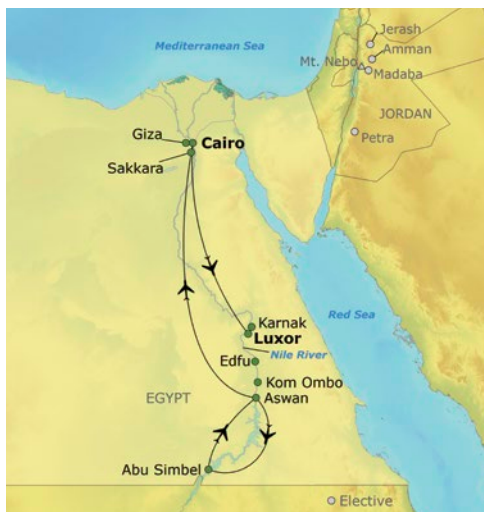 Mediterranean Sea
Jerash
Amman
Mt. Nebo
Madaba
JORDAN
Petra
Giza
Cairo
Sakkara
Karnak
Luxor
Red Sea
Nile River
Edfu
Kom Ombo
Aswan
EGYPT
Abu Simbel
Elective